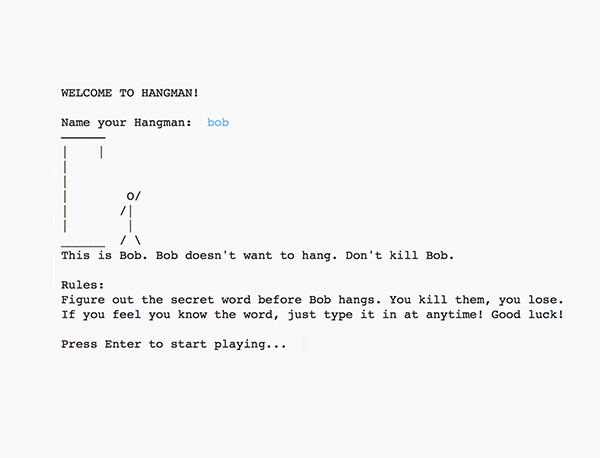 WELCOME TO HANGMAN!
Name your Hangman: bob
This is Bob. Bob doesn't want to hang. Don't kill Bob.
Rules:
Figure out the secret word before Bob hangs. You kill them, you lose.
If you feel you know the word, just type it in at anytime! Good luck!
Press Enter to start playing...